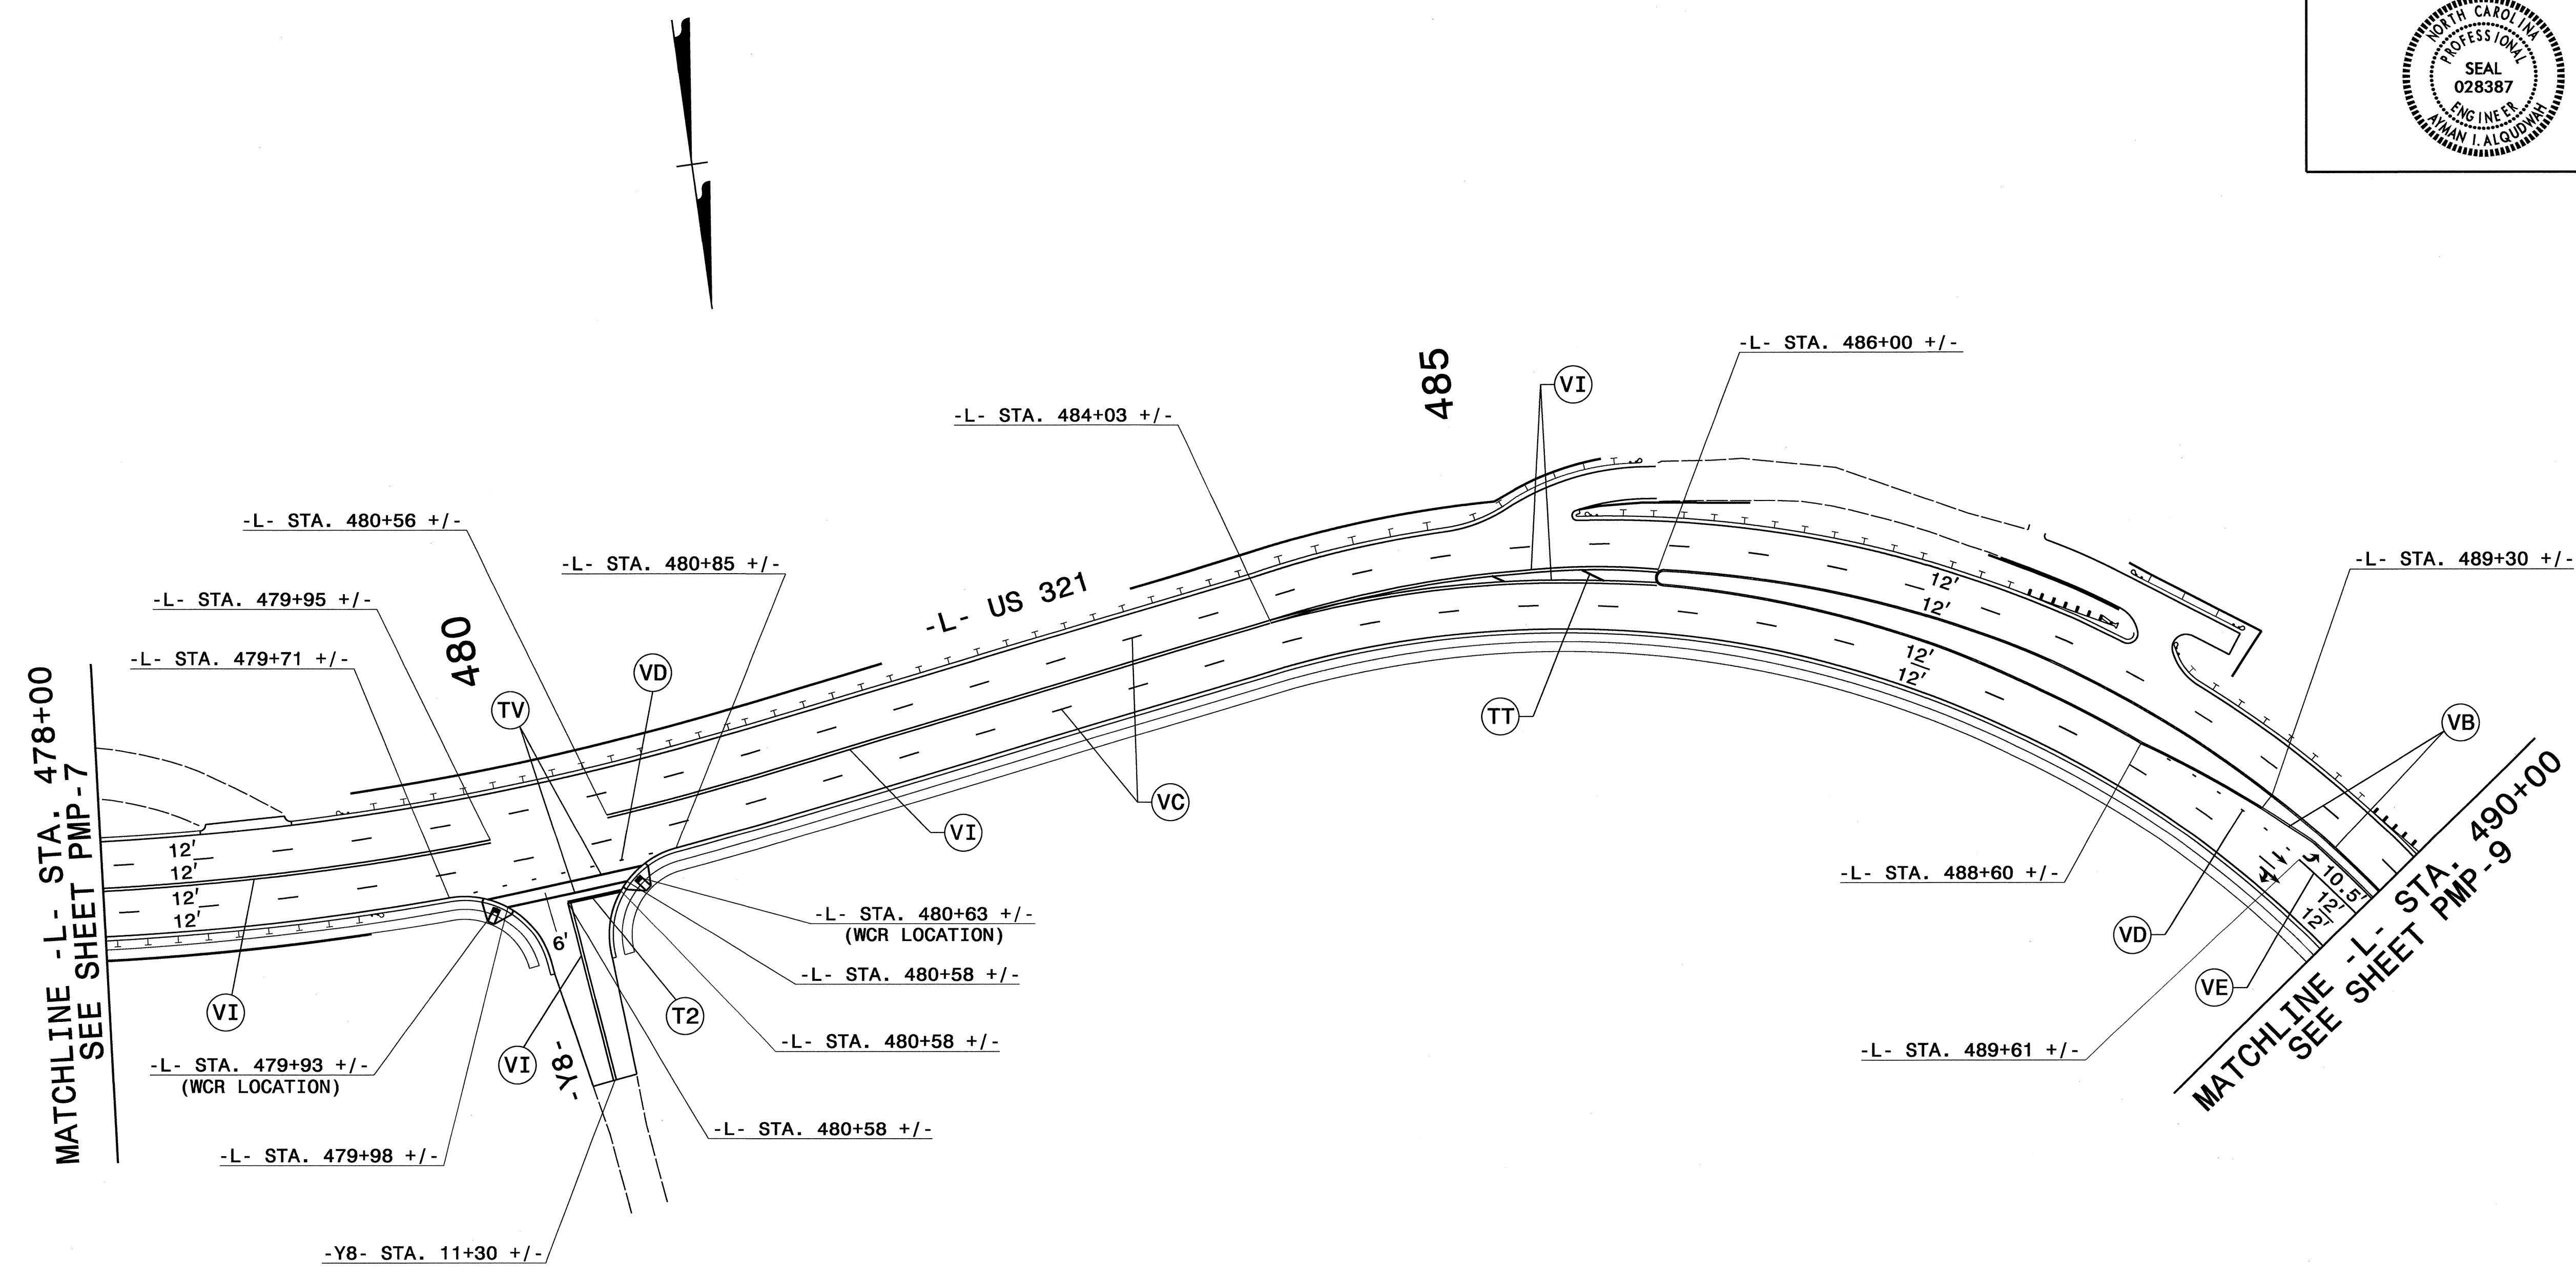 NORTH CAROLINA
PROFESSIONAL
SEAL
028387
ENGINEER
AYMAN I. ALQUDWAH
-L- STA. 486+00 +/-
485
VI
-L- STA. 484+03 +/-
-L- STA. 480+56 +/-
-L- STA. 480+85 +/-
-L- STA. 489+30 +/-
-L- US 321
12'
12'
-L- STA. 479+95 +/-
480
-L- STA. 479+71 +/-
VD
12'
12'
TV
TT
VB
MATCHLINE -L- STA. 478+00
SEE SHEET PMP-7
VC
VI
12'
12'
12'
12'
-L- STA. 488+60 +/-
10.5'
12'
12'
-L- STA. 480+63 +/-
(WCR LOCATION)
6'
VD
-L- STA. 480+58 +/-
VE
VI
T2
-L- STA. 480+58 +/-
-L- STA. 489+61 +/-
MATCHLINE -L- STA. 490+00
SEE SHEET PMP-9
-L- STA. 479+93 +/-
(WCR LOCATION)
VI
-Y8-
-L- STA. 480+58 +/-
-L- STA. 479+98 +/-
-Y8- STA. 11+30 +/-